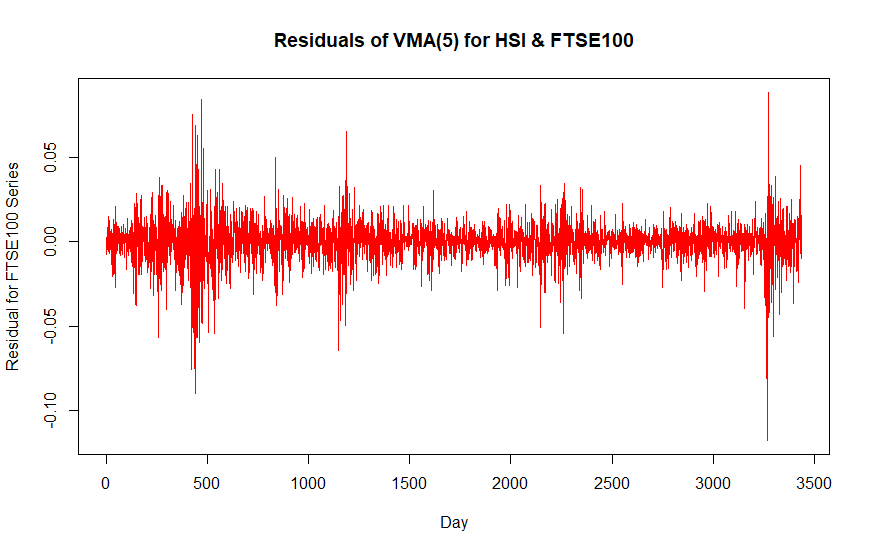 Residuals of VMA(5) for HSI & FTSE100
Residual for FTSE100 Series
0.05
0.00
-0.05
-0.10
0 500 1000 1500 2000 2500 3000 3500
Day